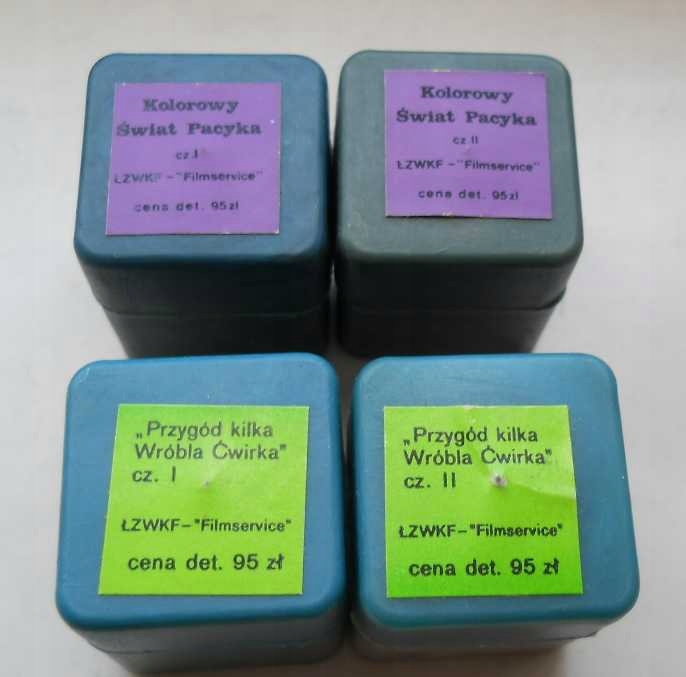 Kolorowy
Świat Pacyka
cz.I
ŁZWKF - "Filmservice"
cena det. 95 zł
Kolorowy
Świat Pacyka
cz II
ŁZWKF - "Filmservice"
cena det. 95 zł
„Przygód kilka
Wróbla Ćwirka"
cz. I
ŁZWKF-"Filmservice"
cena det. 95 zł
„Przygód kilka
Wróbla Ćwirka"
cz. II
ŁZWKF-"Filmservice"
cena det. 95 zł